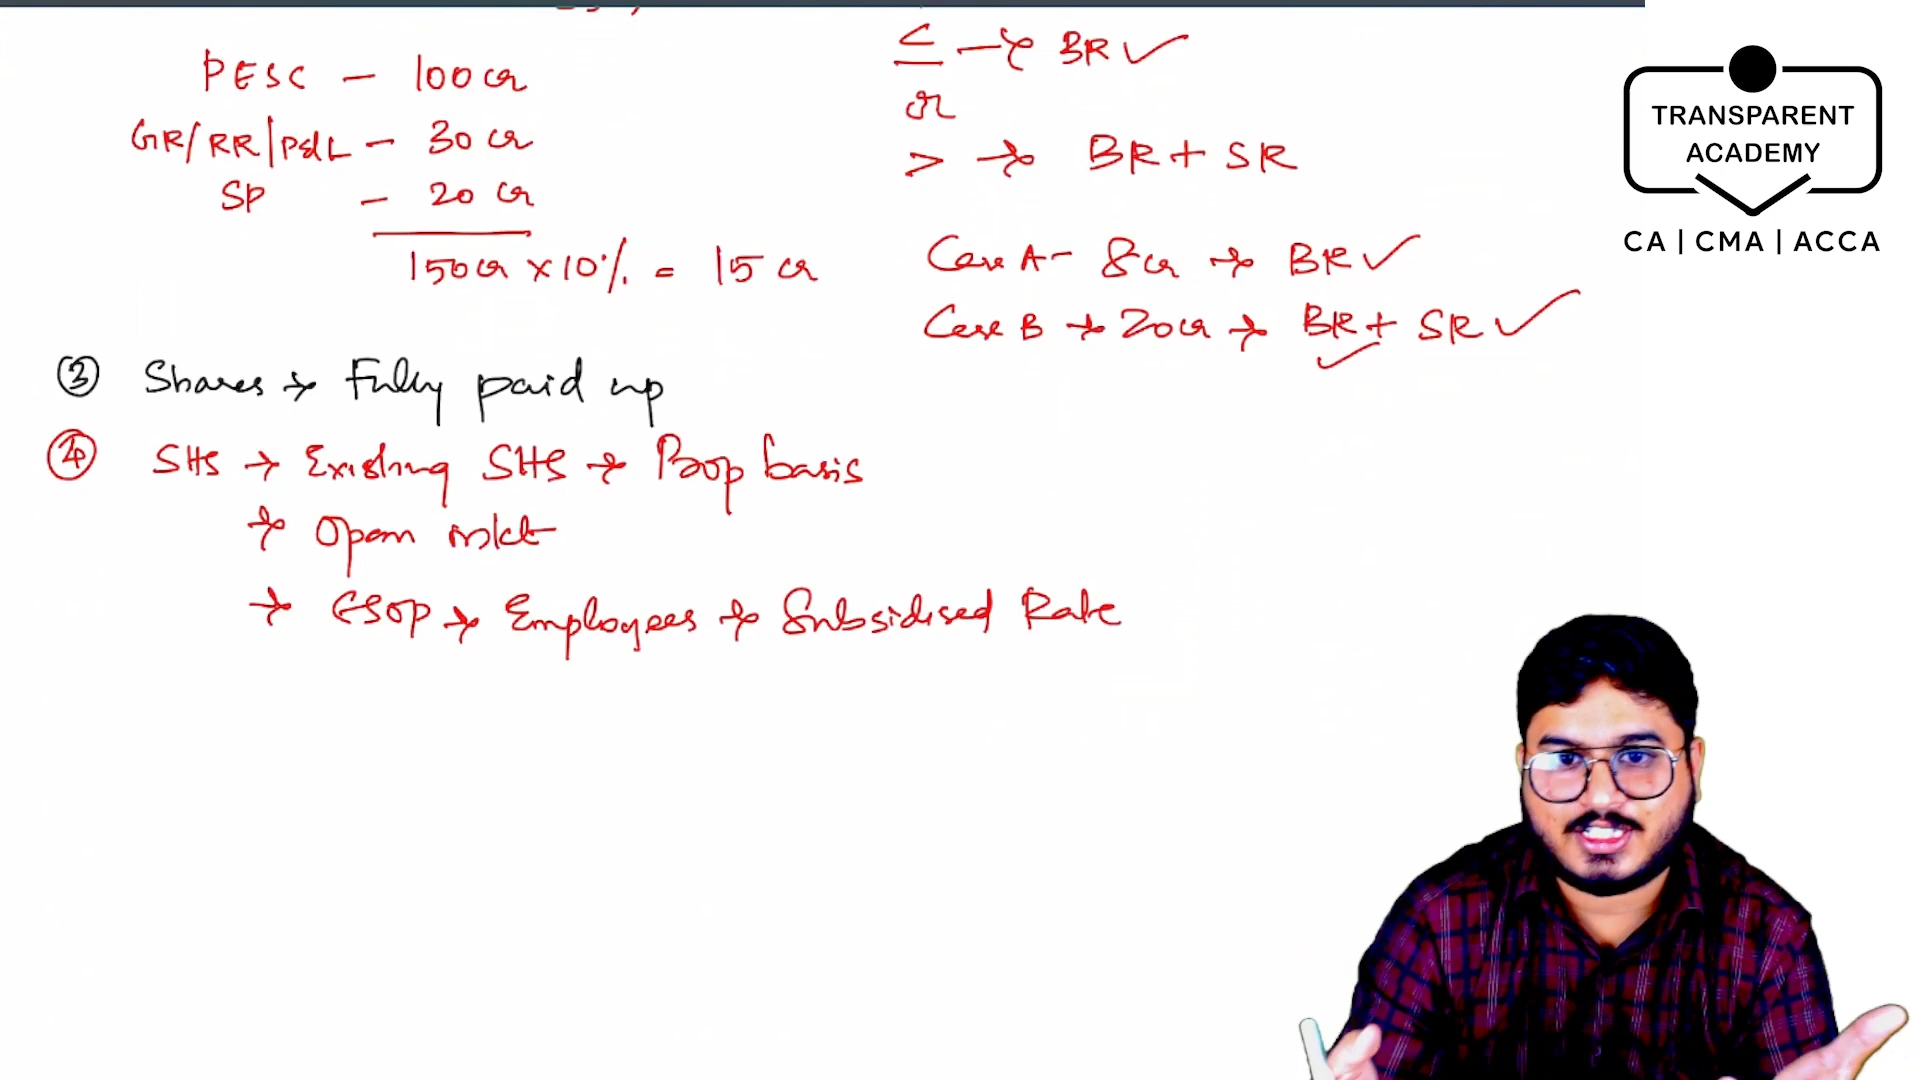 PESC - 100 cr
GR/RR/P&L - 30 cr
SP - 20 cr
150 cr × 10% = 15 cr
≤ → BR ✓
or
> → BR + SR
Case A - 8 cr → BR ✓
Case B → 20 cr → BR + SR ✓
③ Shares → Fully paid up
④ SHS → Existing SHS → Prop basis
→ Open mkt
→ ESOP → Employees → Subsidised Rate
TRANSPARENT
ACADEMY
CA | CMA | ACCA